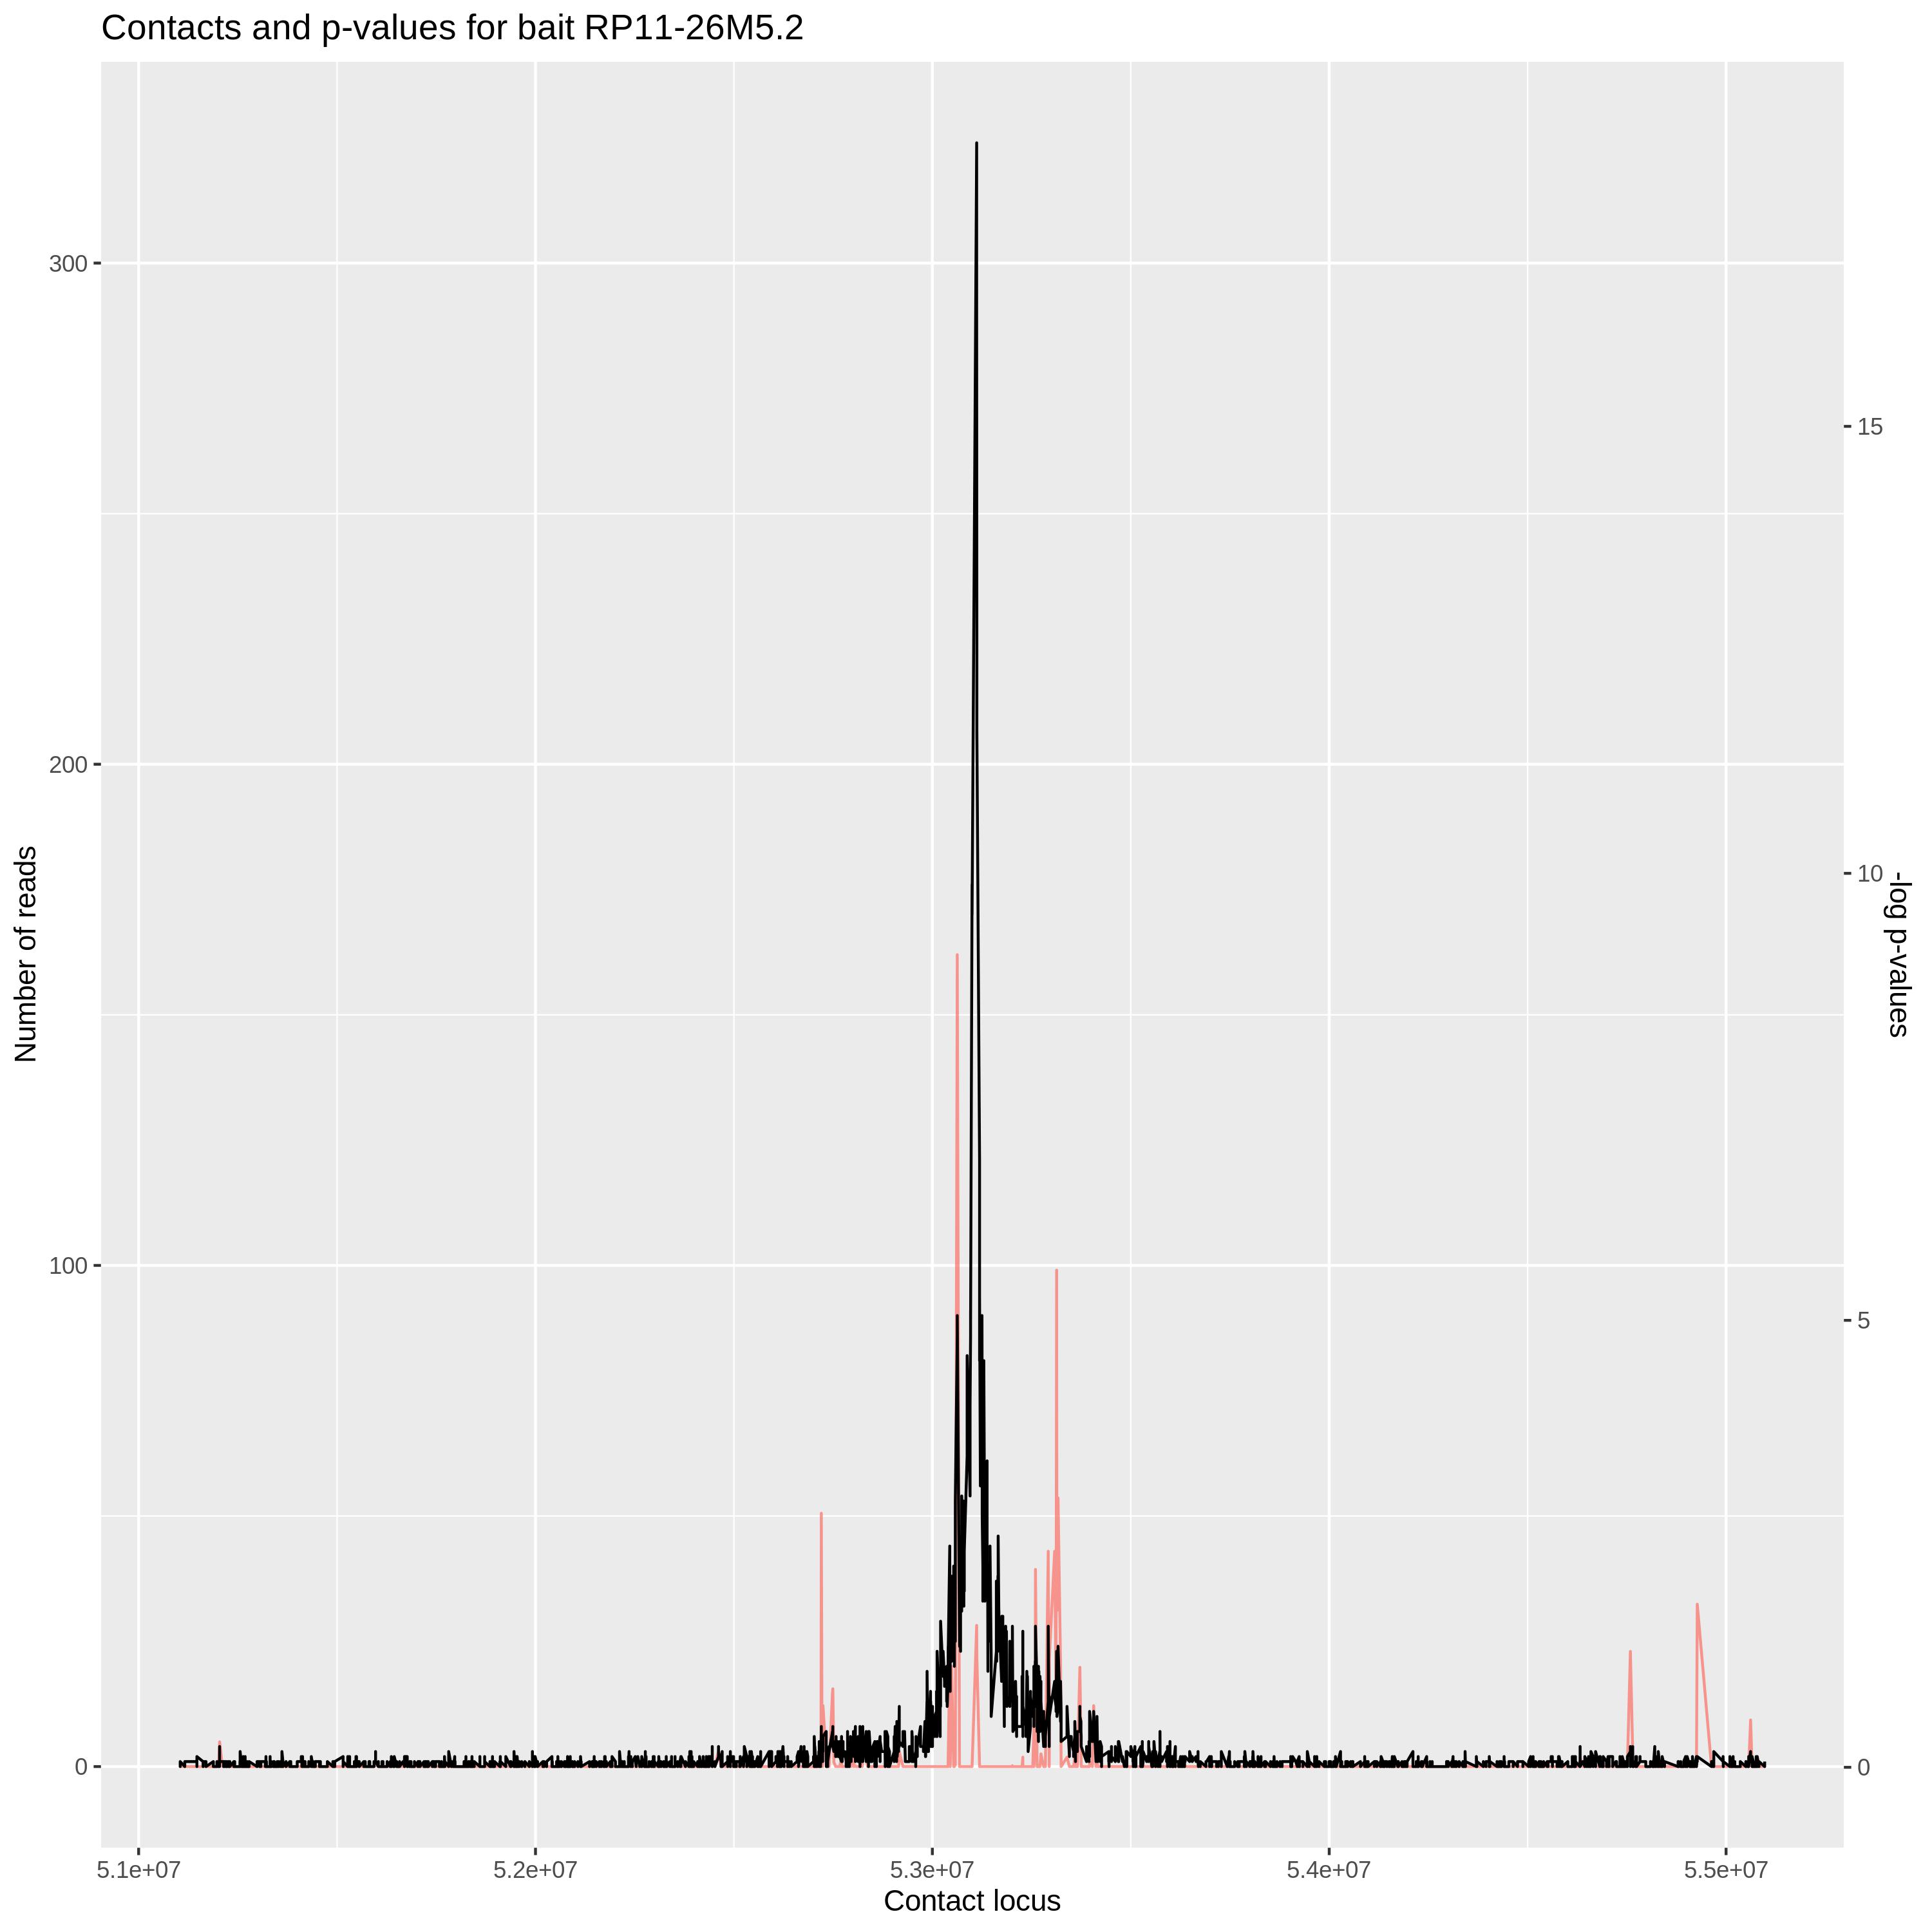 Contacts and p-values for bait RP11-26M5.2
300
200
100
0
Number of reads
15
10
5
0
-log p-values
5.1e+07 5.2e+07 5.3e+07 5.4e+07 5.5e+07
Contact locus